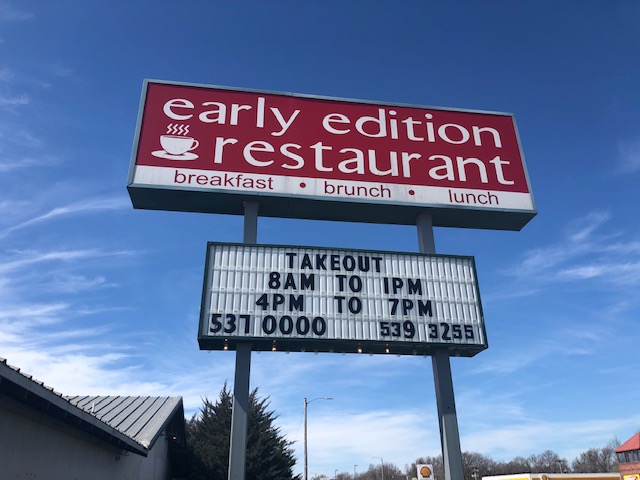 early edition
restaurant
breakfast • brunch • lunch
TAKEOUT
8AM TO 1PM
4PM TO 7PM
537 0000 539 3255